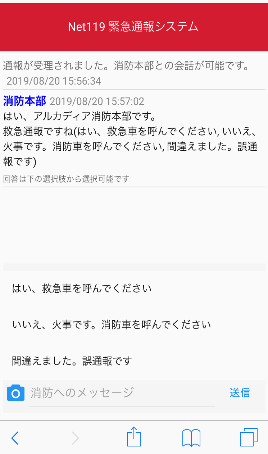 Net119 緊急通報システム
通報が受理されました。消防本部との会話が可能です。
2019/08/20 15:56:34
消防本部 2019/08/20 15:57:02
はい、アルカディア消防本部です。
救急通報ですね(はい、救急車を呼んでください, いいえ、
火事です。消防車を呼んでください, 間違えました。誤通
報です)
回答は下の選択肢から選択可能です
はい、救急車を呼んでください
いいえ、火事です。消防車を呼んでください
間違えました。誤通報です
消防へのメッセージ 送信